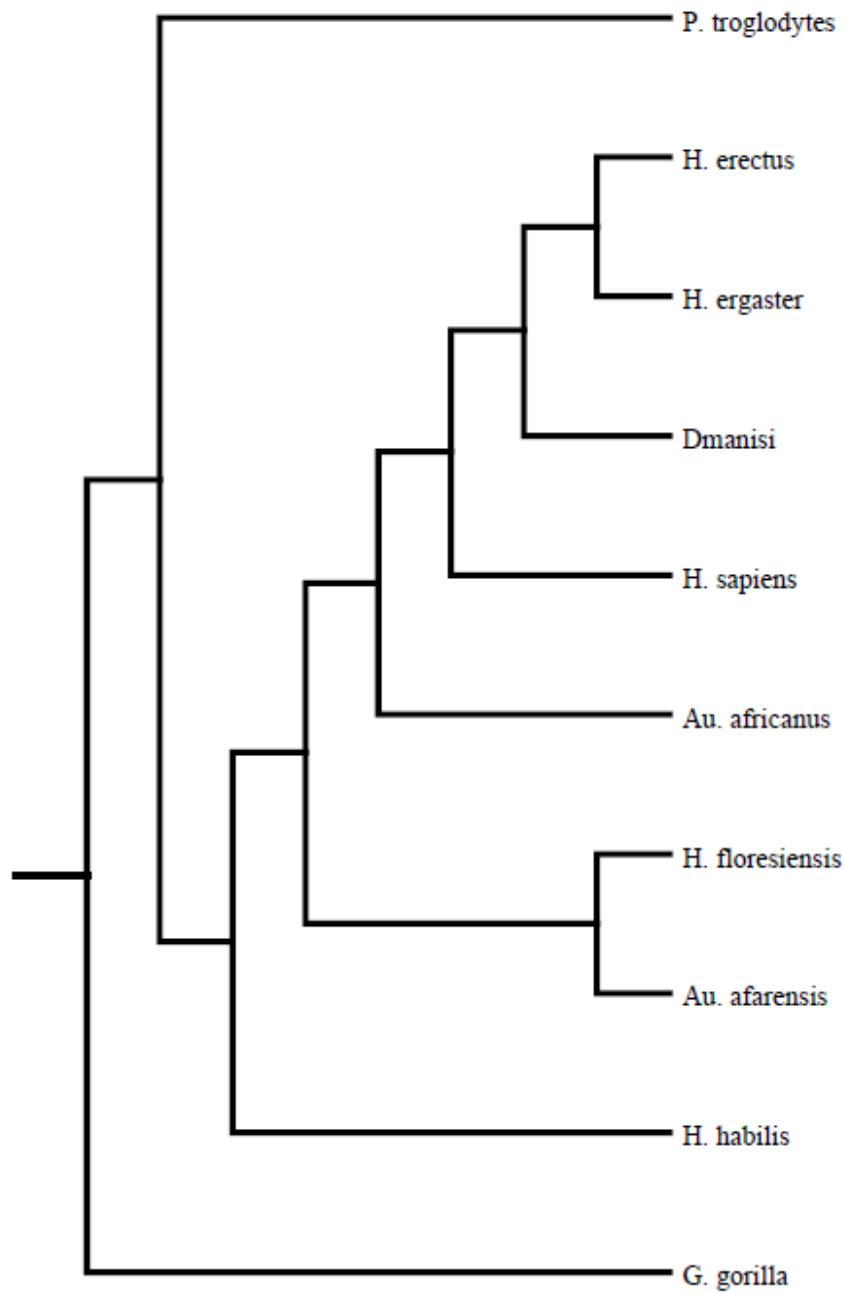 P. troglodytes
H. erectus
H. ergaster
Dmanisi
H. sapiens
Au. africanus
H. floresiensis
Au. afarensis
H. habilis
G. gorilla